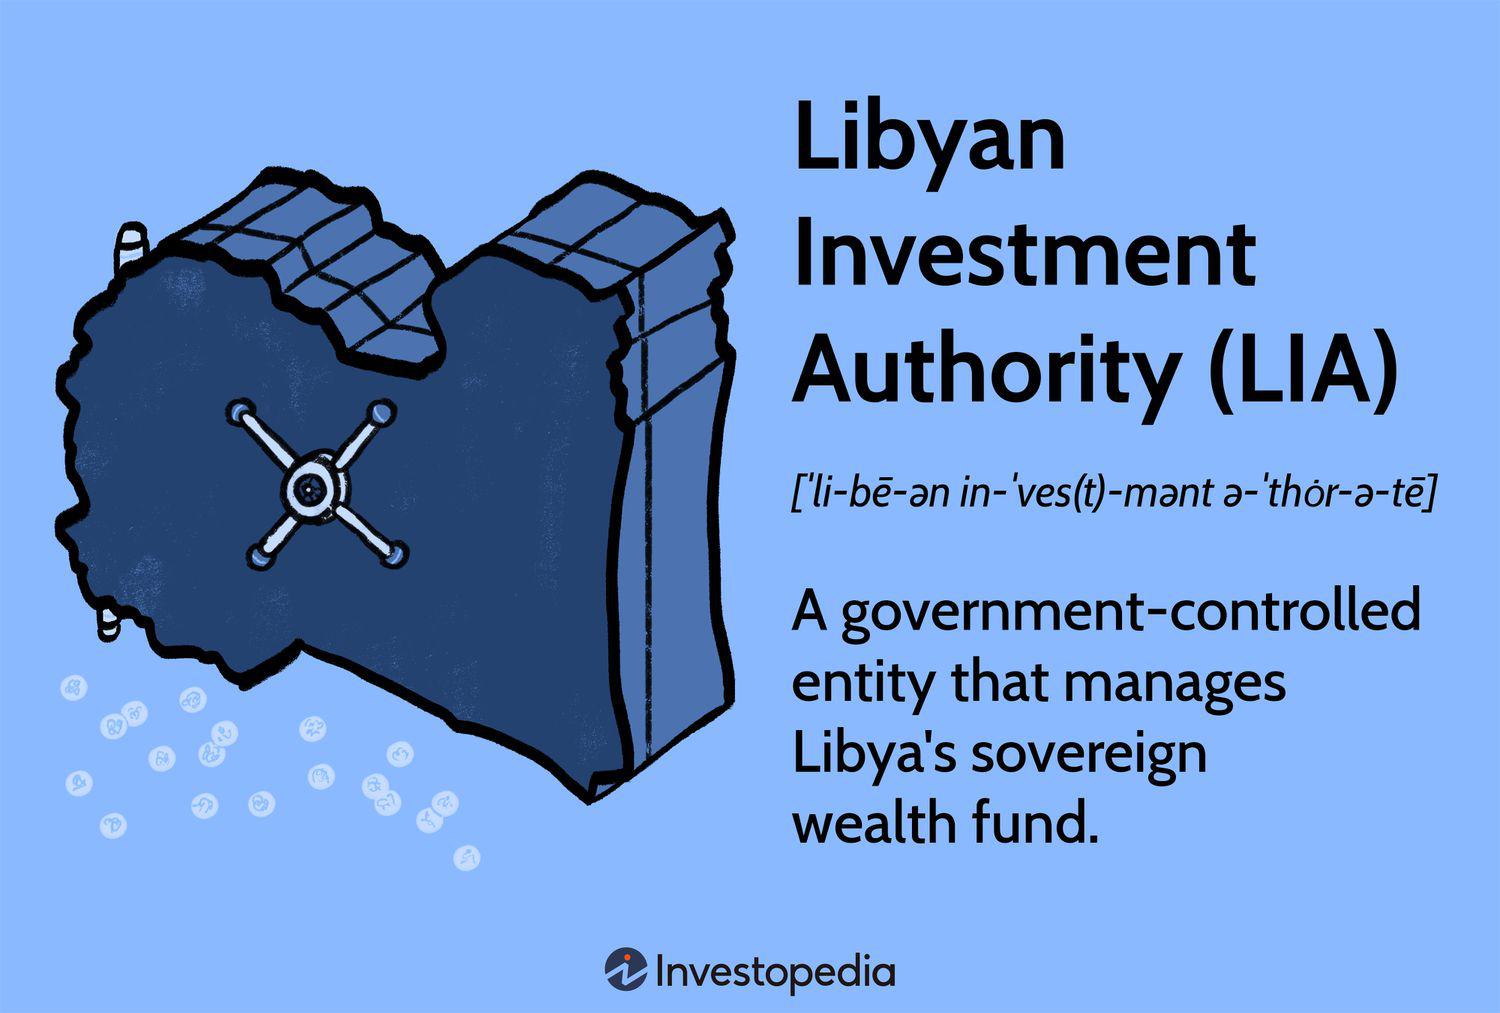 Libyan
Investment
Authority (LIA)
[ˈli-bē-ən in-ˈves(t)-mənt ə-ˈthȯr-ə-tē]
A government-controlled
entity that manages
Libya's sovereign
wealth fund.
Investopedia